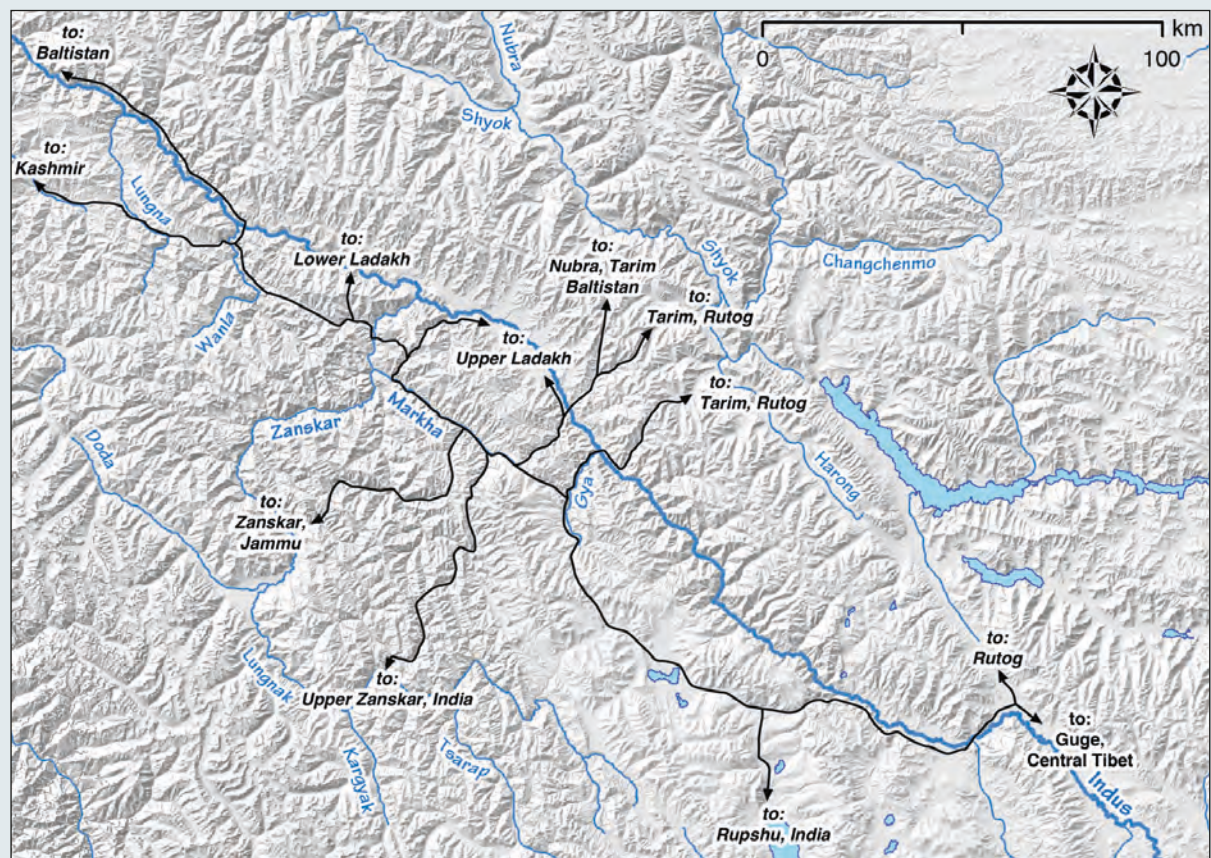 to:
Baltistan
Nubra
km
0
100
Shyok
to:
Kashmir
Lungna
to:
Lower Ladakh
to:
Nubra, Tarim
Baltistan
Shyok
Changchenmo
to:
Tarim, Rutog
Wanla
to:
Upper Ladakh
to:
Tarim, Rutog
Markha
Zanskar
Doda
Harong
Gya
to:
Zanskar,
Jammu
to:
Rutog
Lungnak
to:
Upper Zanskar, India
to:
Guge,
Central Tibet
Kargyak
Tsarap
Indus
to:
Rupshu, India